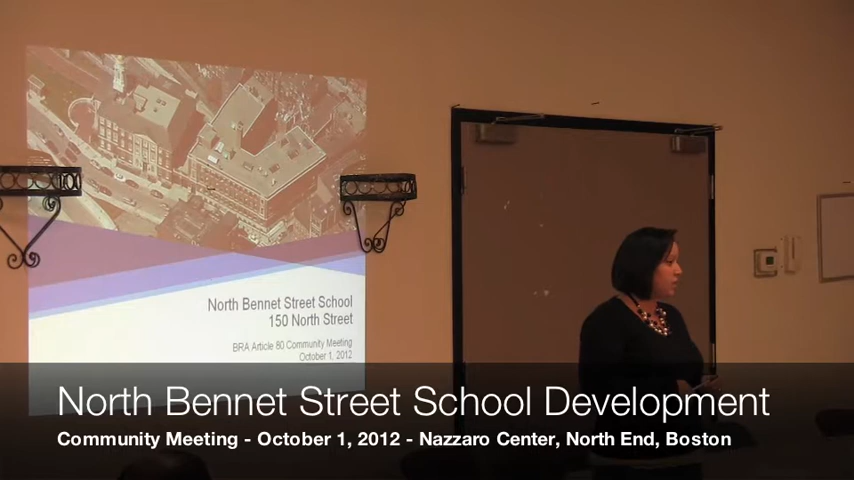 North Bennet Street School
150 North Street
BRA Article 80 Community Meeting
October 1, 2012
North Bennet Street School Development
Community Meeting - October 1, 2012 - Nazzaro Center, North End, Boston